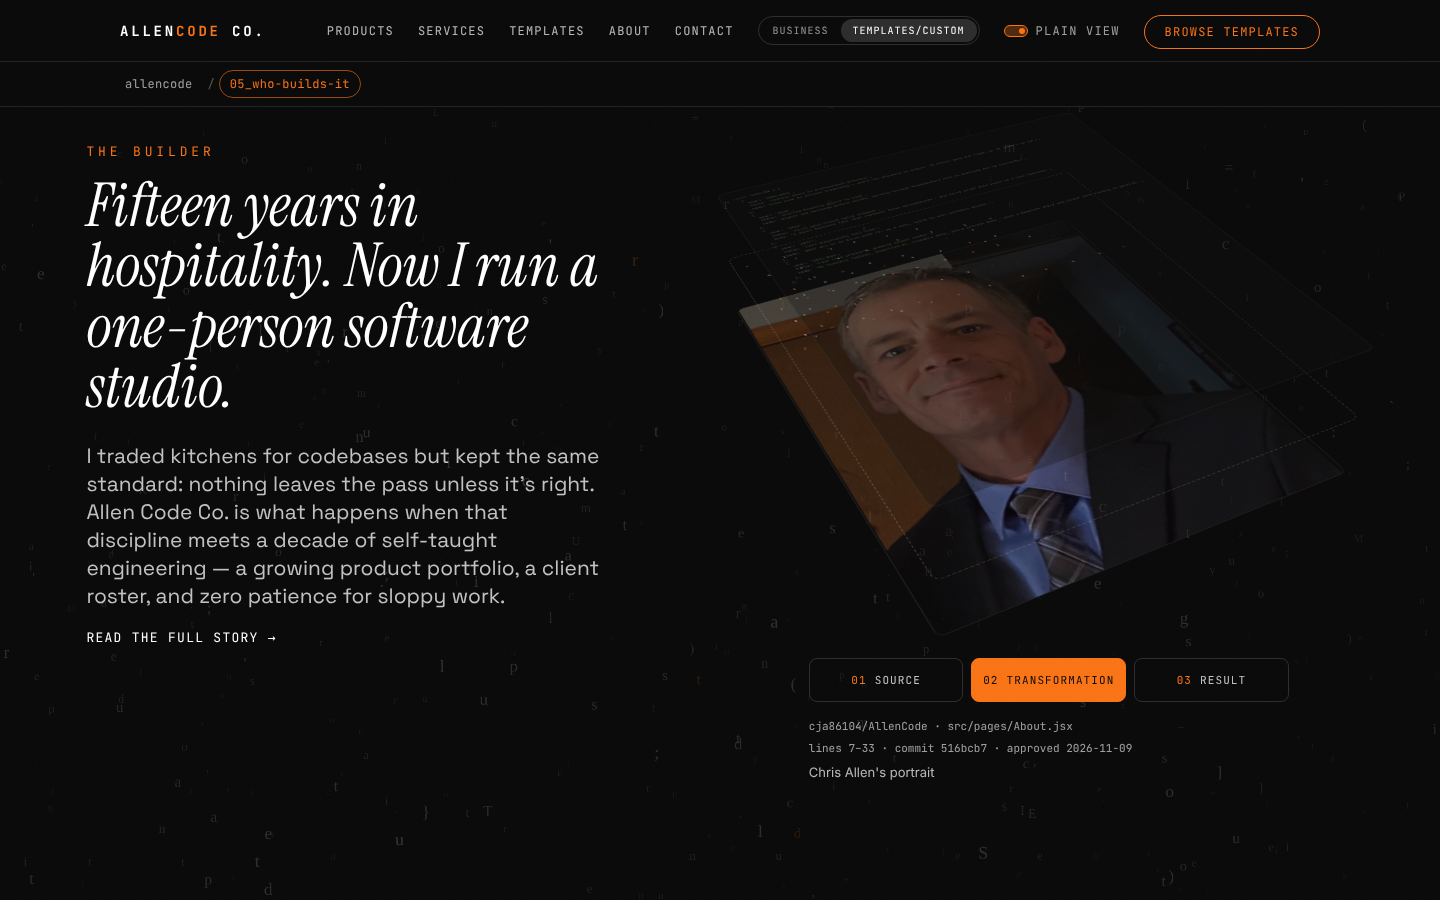 ALLENCODE CO.
PRODUCTS SERVICES TEMPLATES ABOUT CONTACT
BUSINESS TEMPLATES/CUSTOM
PLAIN VIEW
BROWSE TEMPLATES
allencode / 05_who-builds-it
THE BUILDER
Fifteen years in
hospitality. Now I run a
one-person software
studio.
I traded kitchens for codebases but kept the same
standard: nothing leaves the pass unless it's right.
Allen Code Co. is what happens when that
discipline meets a decade of self-taught
engineering — a growing product portfolio, a client
roster, and zero patience for sloppy work.
READ THE FULL STORY →
01 SOURCE
02 TRANSFORMATION
03 RESULT
cja86104/AllenCode · src/pages/About.jsx
lines 7–33 · commit 516bcb7 · approved 2026-11-09
Chris Allen's portrait